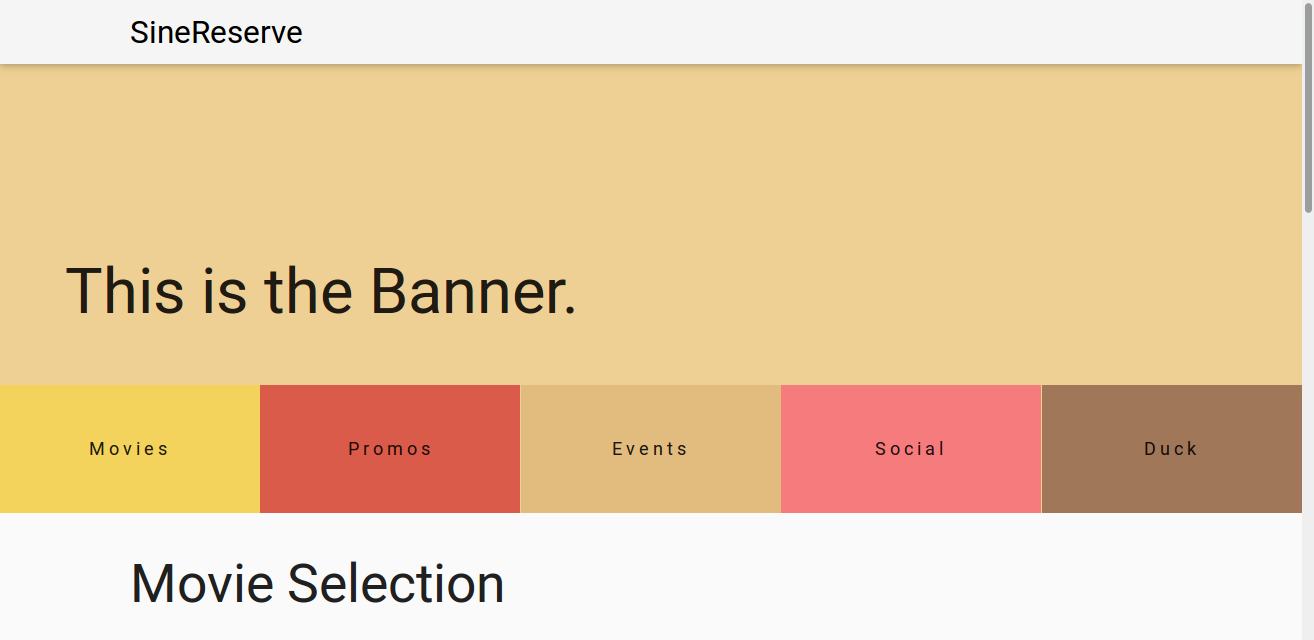 SineReserve
This is the Banner.
Movies
Promos
Events
Social
Duck
Movie Selection